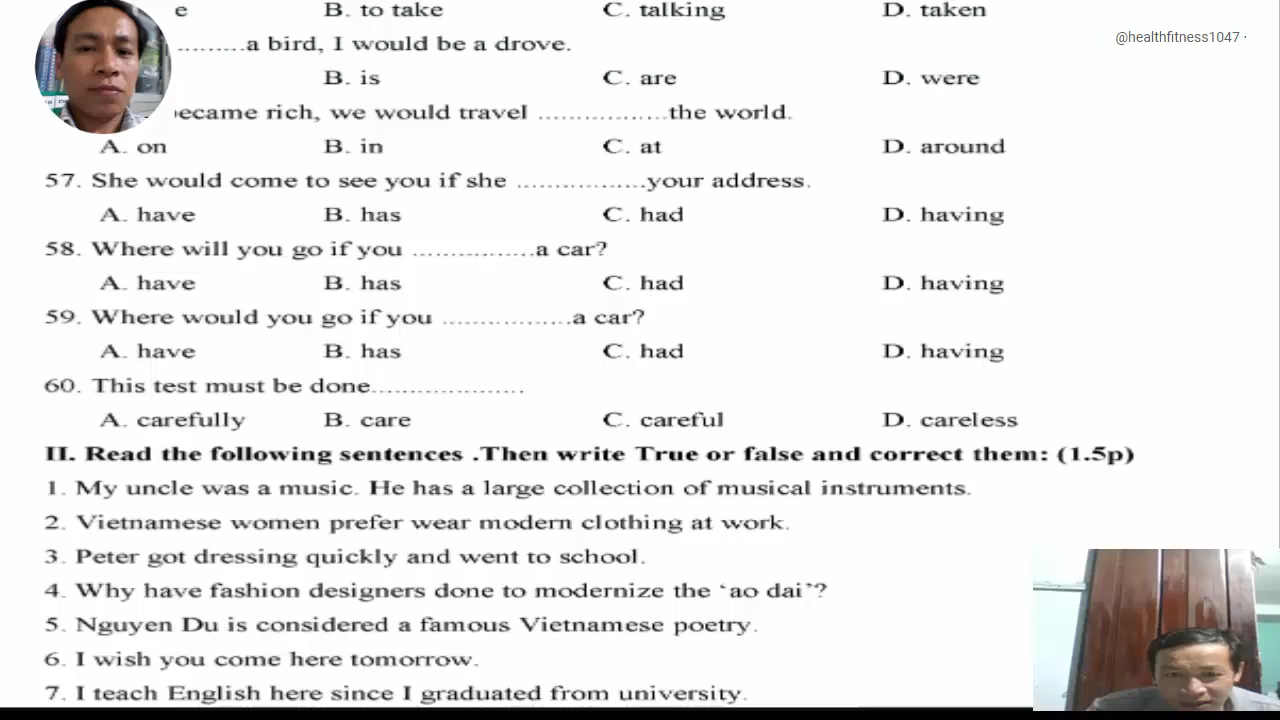 e B. to take C. talking D. taken
@healthfitness1047 ·
.........a bird, I would be a drove.
B. is C. are D. were
ecame rich, we would travel .................the world.
A. on B. in C. at D. around
57. She would come to see you if she .................your address.
A. have B. has C. had D. having
58. Where will you go if you ................a car?
A. have B. has C. had D. having
59. Where would you go if you .................a car?
A. have B. has C. had D. having
60. This test must be done....................
A. carefully B. care C. careful D. careless
II. Read the following sentences .Then write True or false and correct them: (1.5p)
1. My uncle was a music. He has a large collection of musical instruments.
2. Vietnamese women prefer wear modern clothing at work.
3. Peter got dressing quickly and went to school.
4. Why have fashion designers done to modernize the ‘ao dai’?
5. Nguyen Du is considered a famous Vietnamese poetry.
6. I wish you come here tomorrow.
7. I teach English here since I graduated from university.